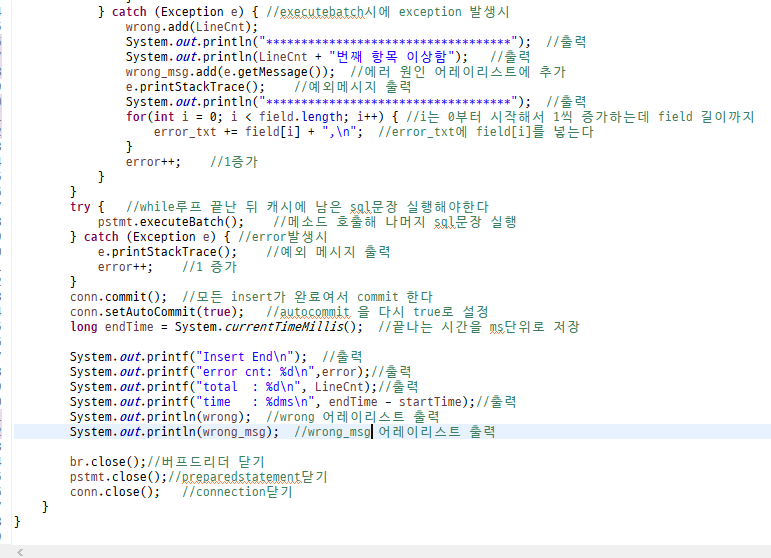 } catch (Exception e) { //executebatch시에 exception 발생시
wrong.add(LineCnt);
System.out.println("***********************************"); //출력
System.out.println(LineCnt + "번째 항목 이상함"); //출력
wrong_msg.add(e.getMessage()); //에러 원인 어레이리스트에 추가
e.printStackTrace(); //예외메시지 출력
System.out.println("***********************************"); //출력
for(int i = 0; i < field.length; i++) { //i는 0부터 시작해서 1씩 증가하는데 field 길이까지
error_txt += field[i] + ",\n"; //error_txt에 field[i]를 넣는다
}
error++; //1증가
}
}
try { //while루프 끝난 뒤 캐시에 남은 sql문장 실행해야한다
pstmt.executeBatch(); //메소드 호출해 나머지 sql문장 실행
} catch (Exception e) { //error발생시
e.printStackTrace(); //예외 메시지 출력
error++; //1 증가
}
conn.commit(); //모든 insert가 완료여서 commit 한다
conn.setAutoCommit(true); //autocommit 을 다시 true로 설정
long endTime = System.currentTimeMillis(); //끝나는 시간을 ms단위로 저장
System.out.printf("Insert End\n"); //출력
System.out.printf("error cnt: %d\n",error);//출력
System.out.printf("total : %d\n", LineCnt);//출력
System.out.printf("time : %dms\n", endTime - startTime);//출력
System.out.println(wrong); //wrong 어레이리스트 출력
System.out.println(wrong_msg); //wrong_msg 어레이리스트 출력
br.close();//버프드리더 닫기
pstmt.close();//preparedstatement닫기
conn.close(); //connection닫기
}
}